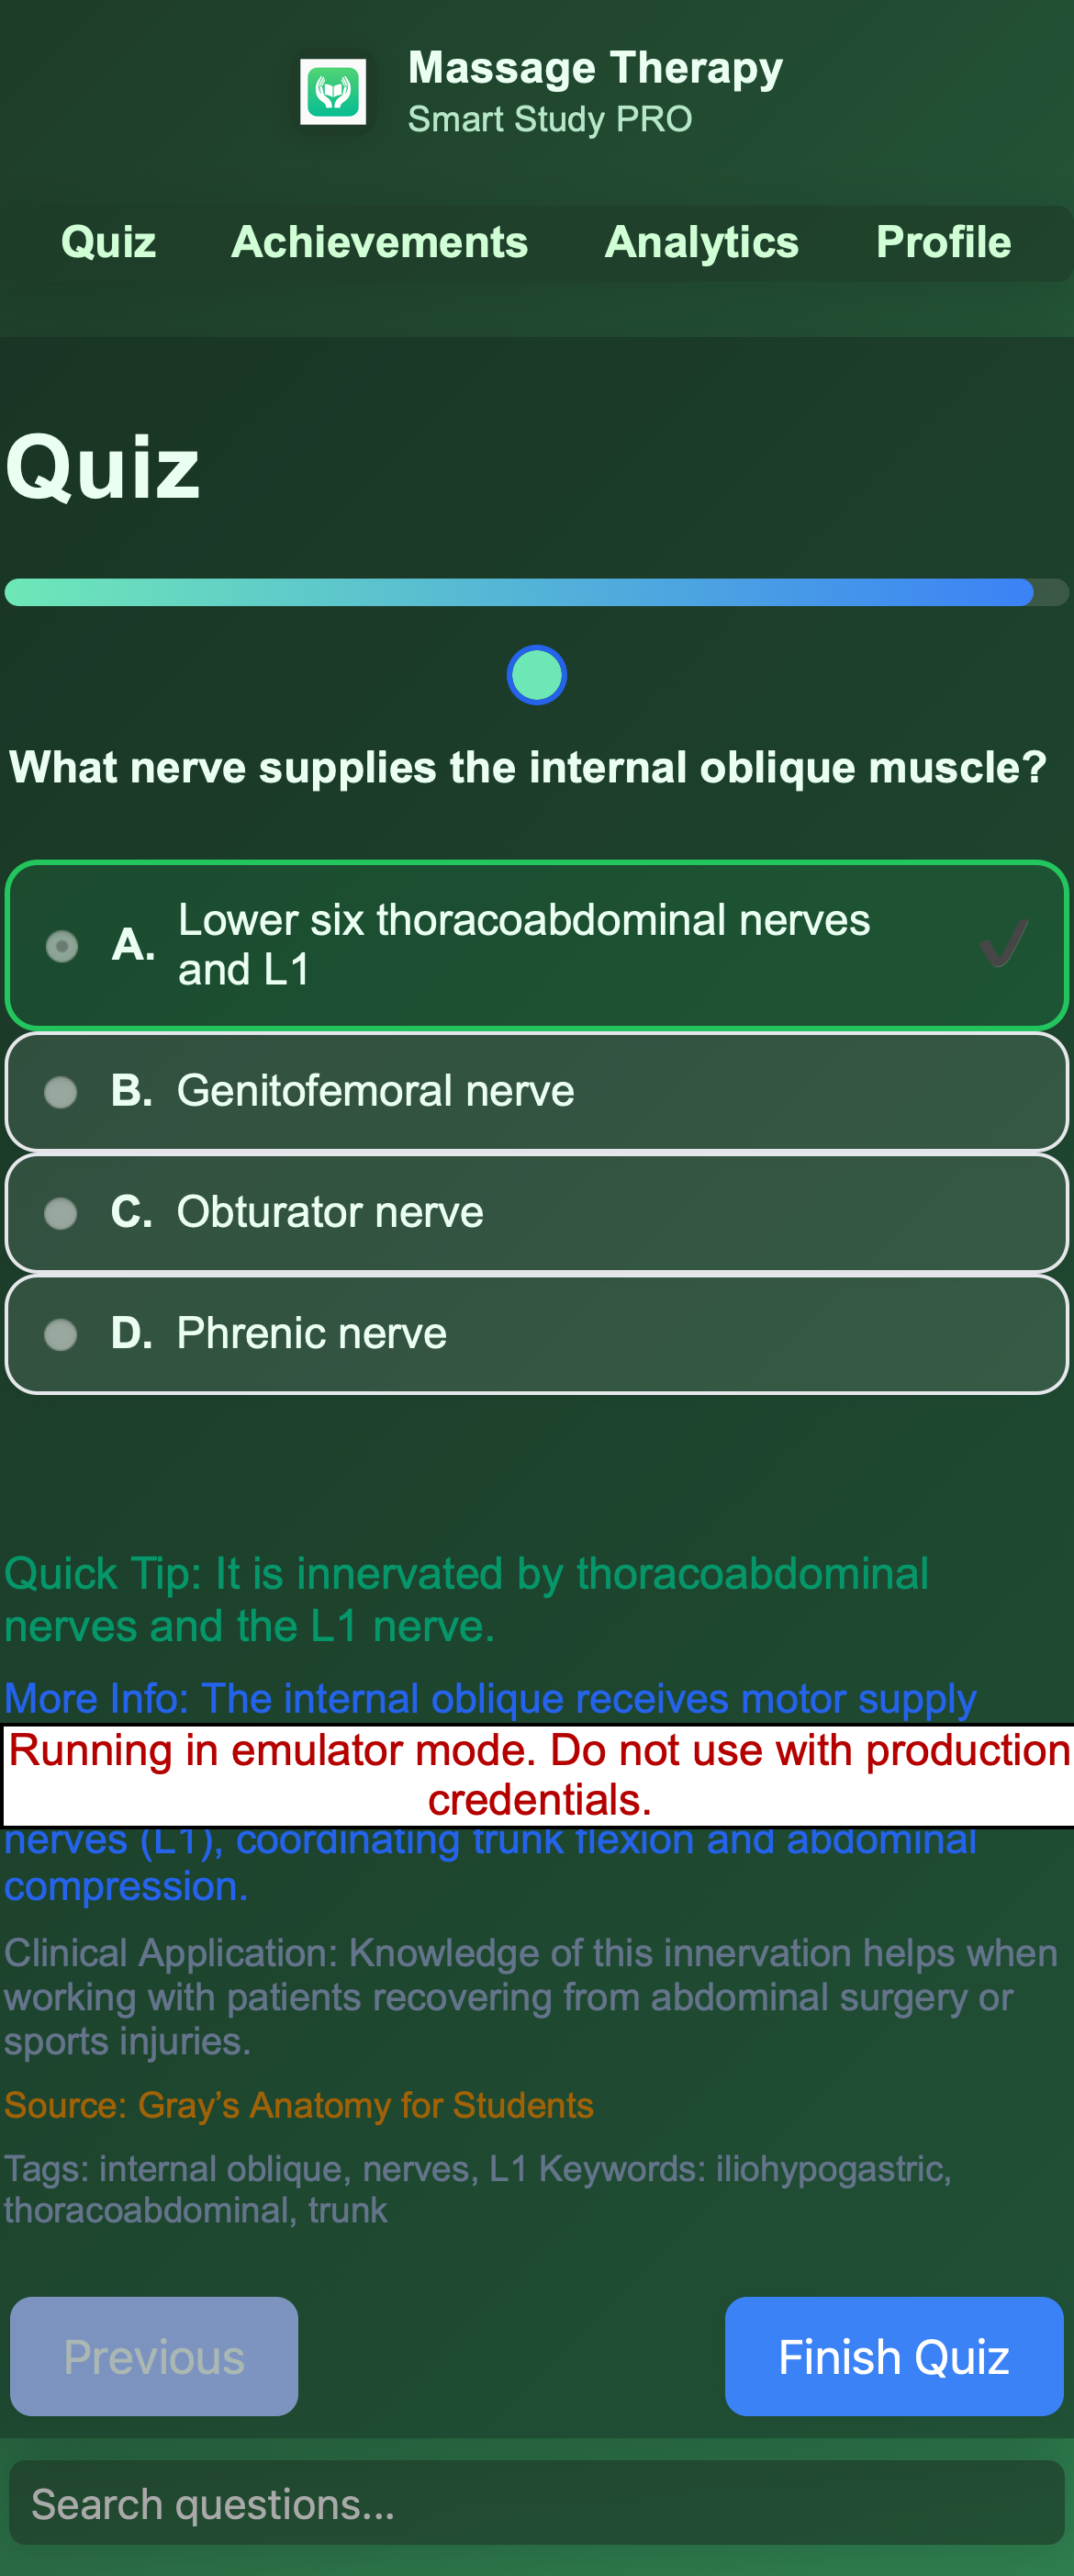 Massage Therapy
Smart Study PRO
Quiz Achievements Analytics Profile
Quiz
What nerve supplies the internal oblique muscle?
A. Lower six thoracoabdominal nerves
and L1
B. Genitofemoral nerve
C. Obturator nerve
D. Phrenic nerve
Quick Tip: It is innervated by thoracoabdominal
nerves and the L1 nerve.
More Info: The internal oblique receives motor supply
Running in emulator mode. Do not use with production
credentials.
nerves (L1), coordinating trunk flexion and abdominal
compression.
Clinical Application: Knowledge of this innervation helps when
working with patients recovering from abdominal surgery or
sports injuries.
Source: Gray’s Anatomy for Students
Tags: internal oblique, nerves, L1 Keywords: iliohypogastric,
thoracoabdominal, trunk
Previous Finish Quiz
Search questions...